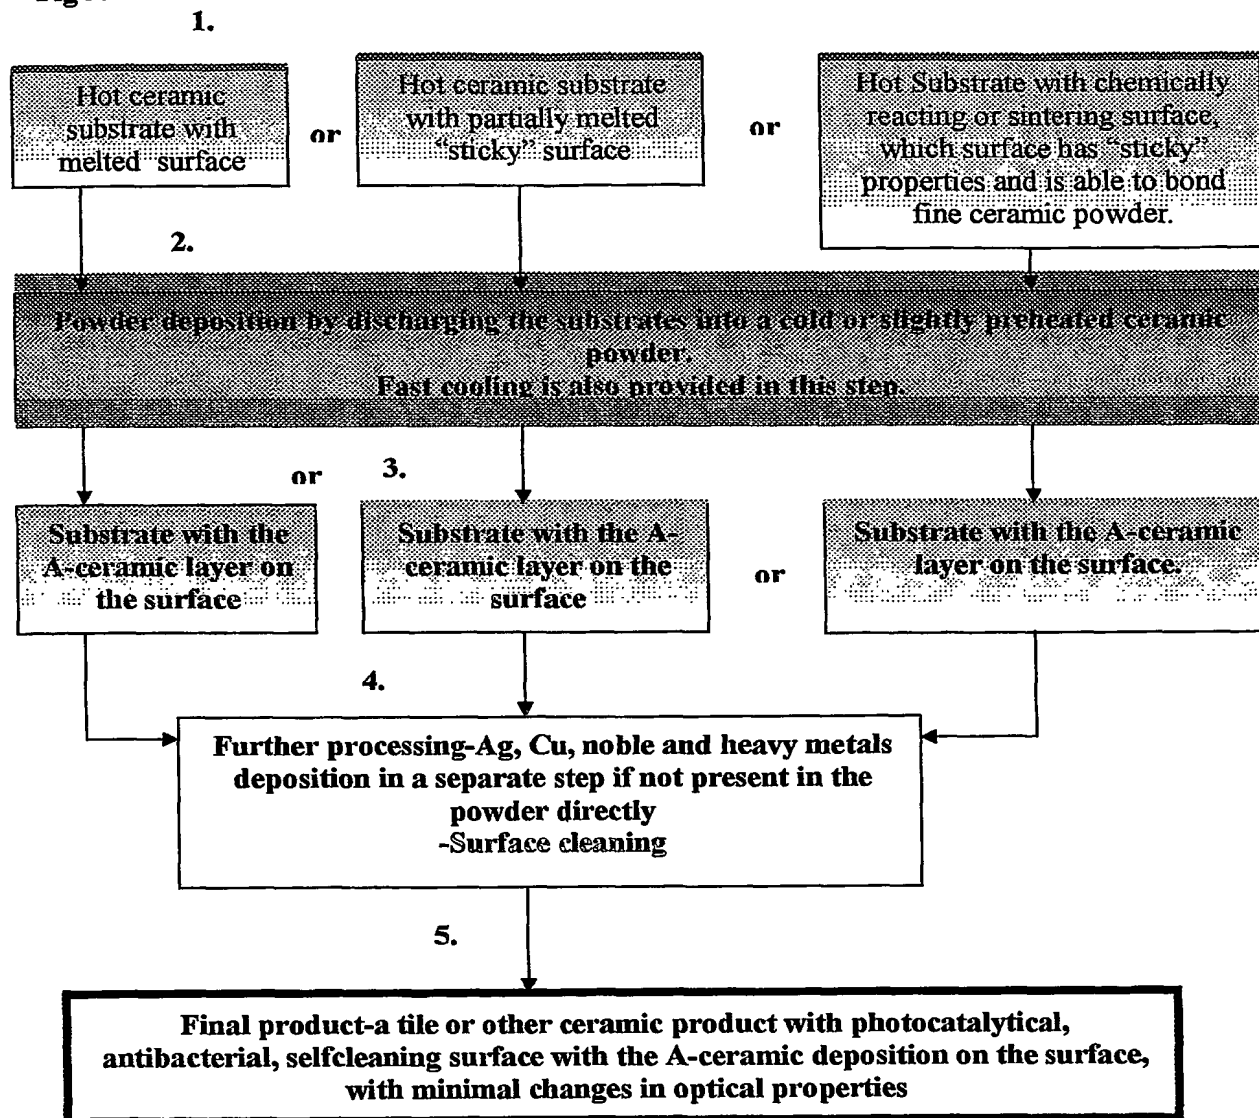 1.
Hot ceramic
substrate with
melted surface
or
Hot ceramic substrate
with partially melted
“sticky” surface
or
Hot Substrate with chemically
reacting or sintering surface,
which surface has “sticky”
properties and is able to bond
fine ceramic powder.
2.
Powder deposition by discharging the substrates into a cold or slightly preheated ceramic
powder.
Fast cooling is also provided in this step.
or
3.
Substrate with the
A-ceramic layer on
the surface
Substrate with the A-
ceramic layer on the
surface
or
Substrate with the A-ceramic
layer on the surface.
4.
Further processing-Ag, Cu, noble and heavy metals
deposition in a separate step if not present in the
powder directly
-Surface cleaning
5.
Final product-a tile or other ceramic product with photocatalytical,
antibacterial, selfcleaning surface with the A-ceramic deposition on the surface,
with minimal changes in optical properties